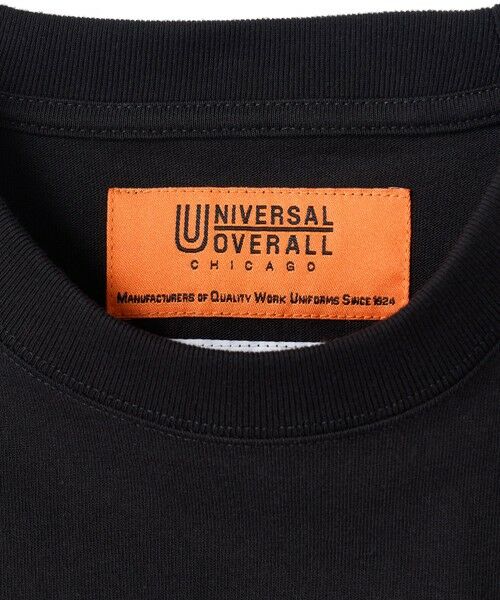 UNIVERSAL
OVERALL
CHICAGO
MANUFACTURERS OF QUALITY WORK UNIFORMS SINCE 1924